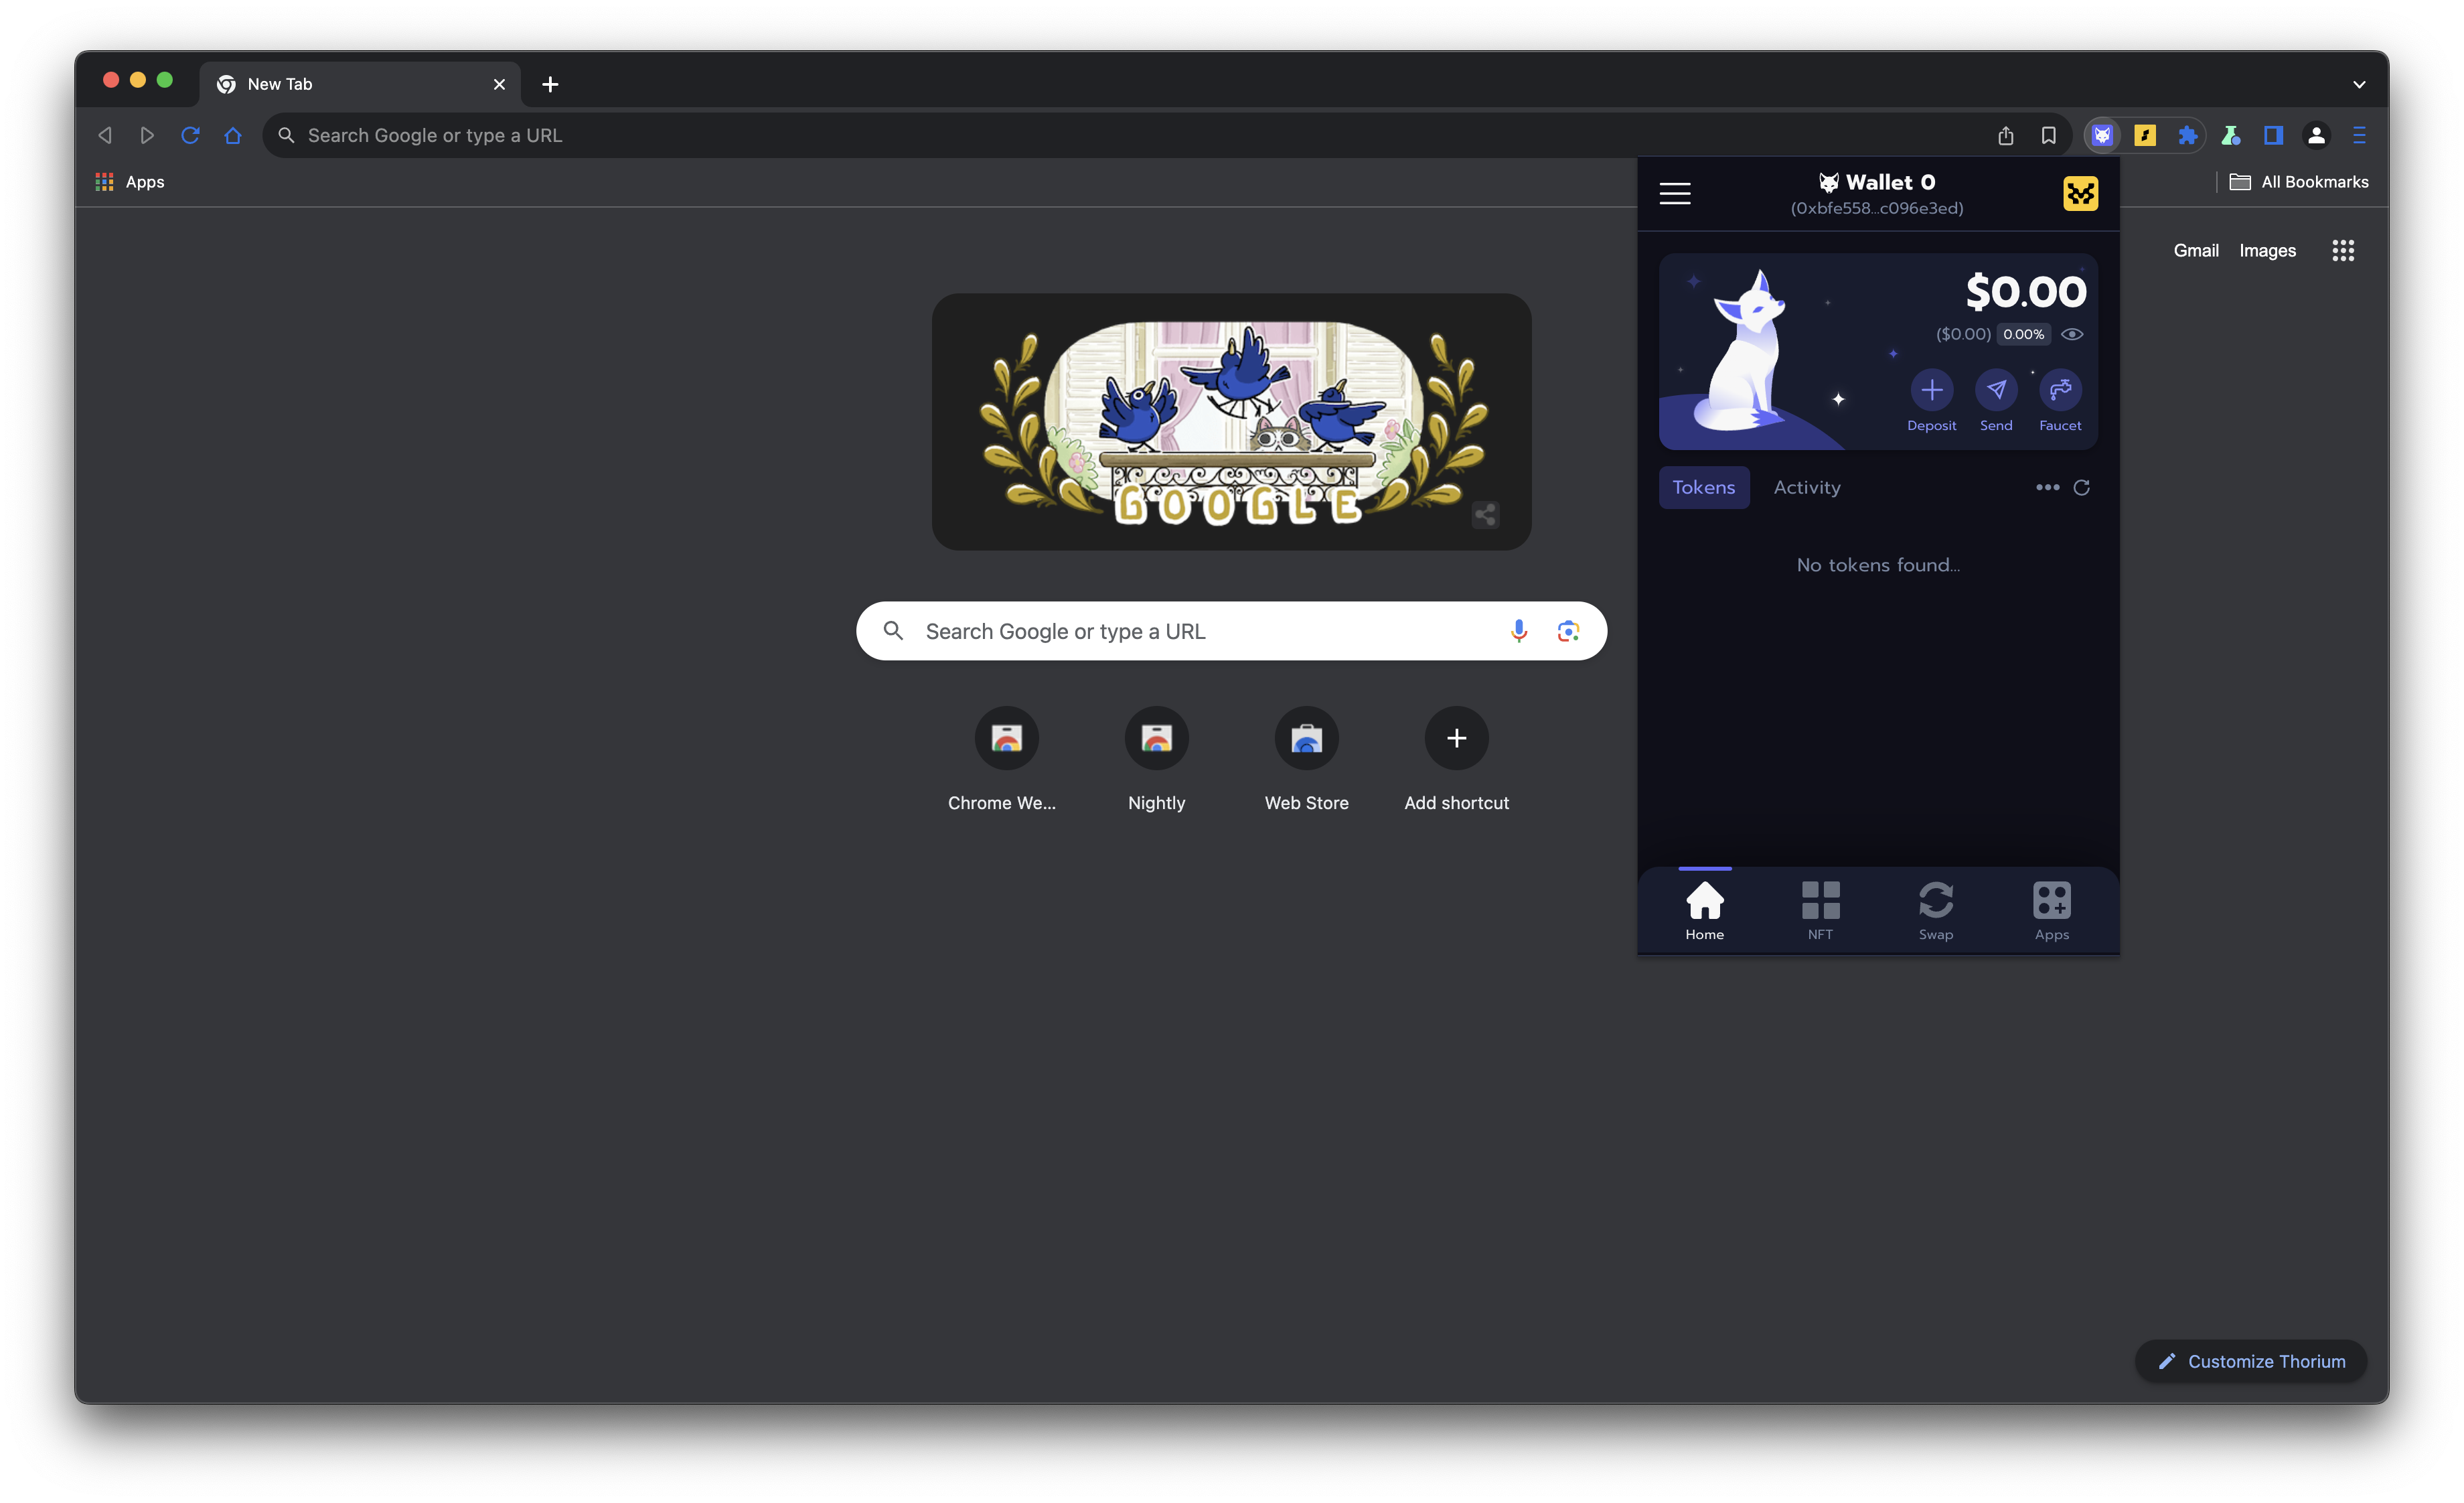 New Tab
Search Google or type a URL
Apps
All Bookmarks
Wallet 0
(0xbfe558...c096e3ed)
Gmail Images
$0.00
($0.00) 0.00%
Deposit Send Faucet
Tokens Activity
No tokens found...
GOOGLE
Search Google or type a URL
Chrome We... Nightly Web Store Add shortcut
Home NFT Swap Apps
Customize Thorium